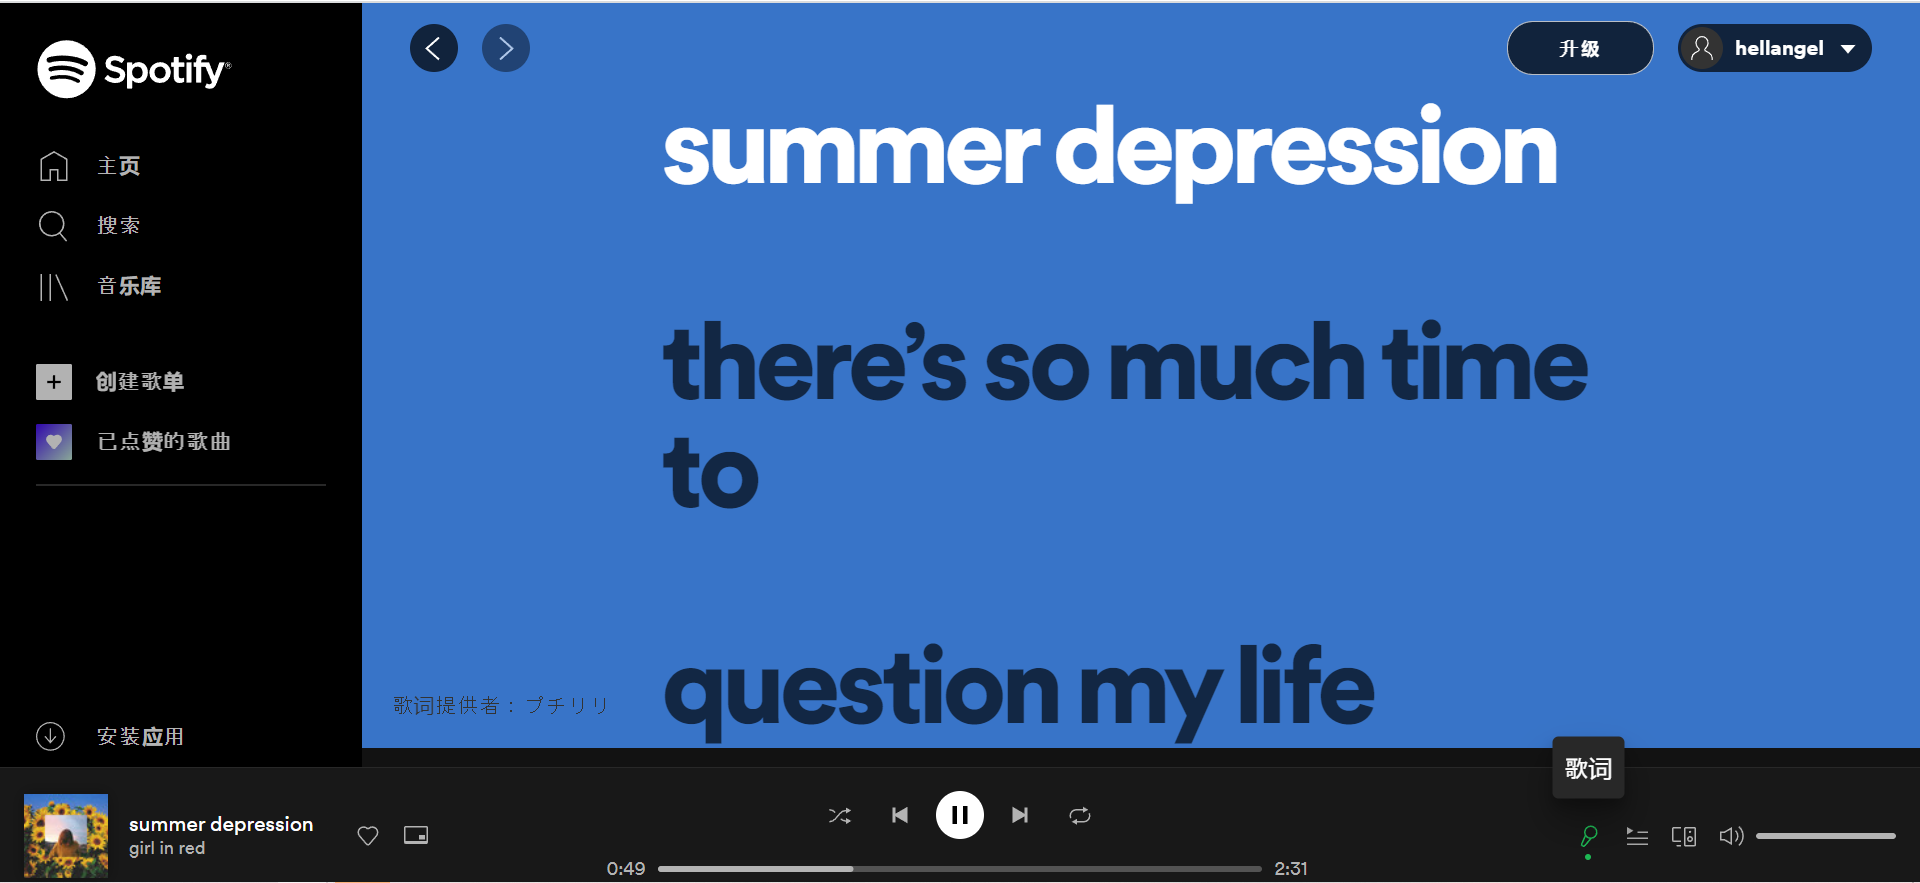 Spotify®
主页
搜索
音乐库
创建歌单
已点赞的歌曲
安装应用
升级
hellangel
summer depression
there’s so much time
to
question my life
歌词提供者：プチリリ
歌词
summer depression
girl in red
0:49
2:31